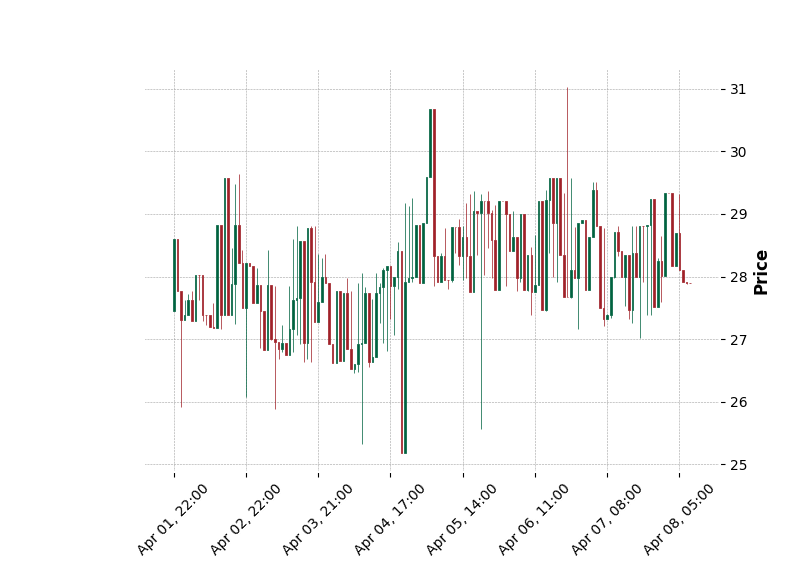 31
30
29
28
27
26
25
Price
Apr 01, 22:00
Apr 02, 22:00
Apr 03, 21:00
Apr 04, 17:00
Apr 05, 14:00
Apr 06, 11:00
Apr 07, 08:00
Apr 08, 05:00